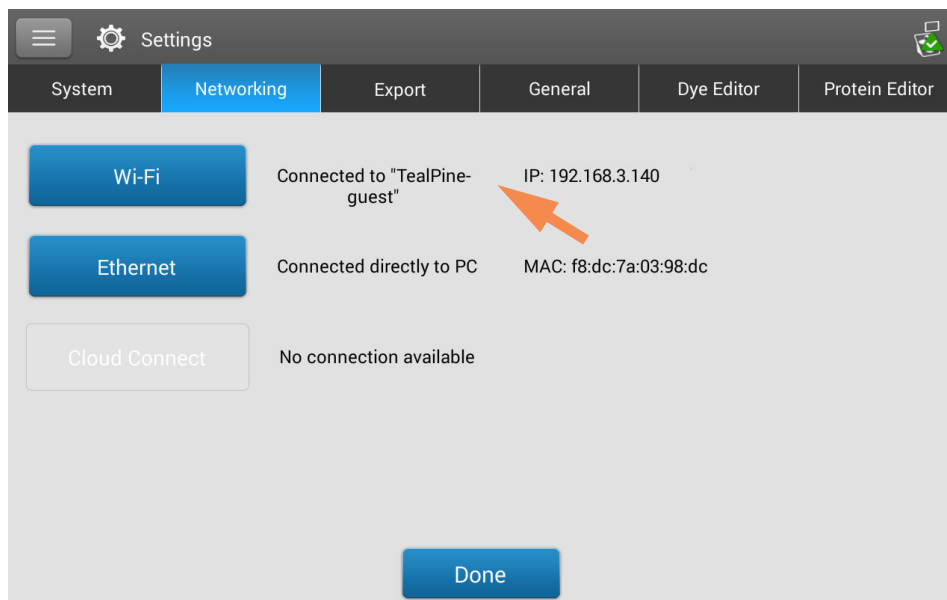 Settings
System Networking Export General Dye Editor Protein Editor
Wi-Fi Connected to "TealPine- IP: 192.168.3.140
guest"
Ethernet Connected directly to PC MAC: f8:dc:7a:03:98:dc
Cloud Connect No connection available
Done